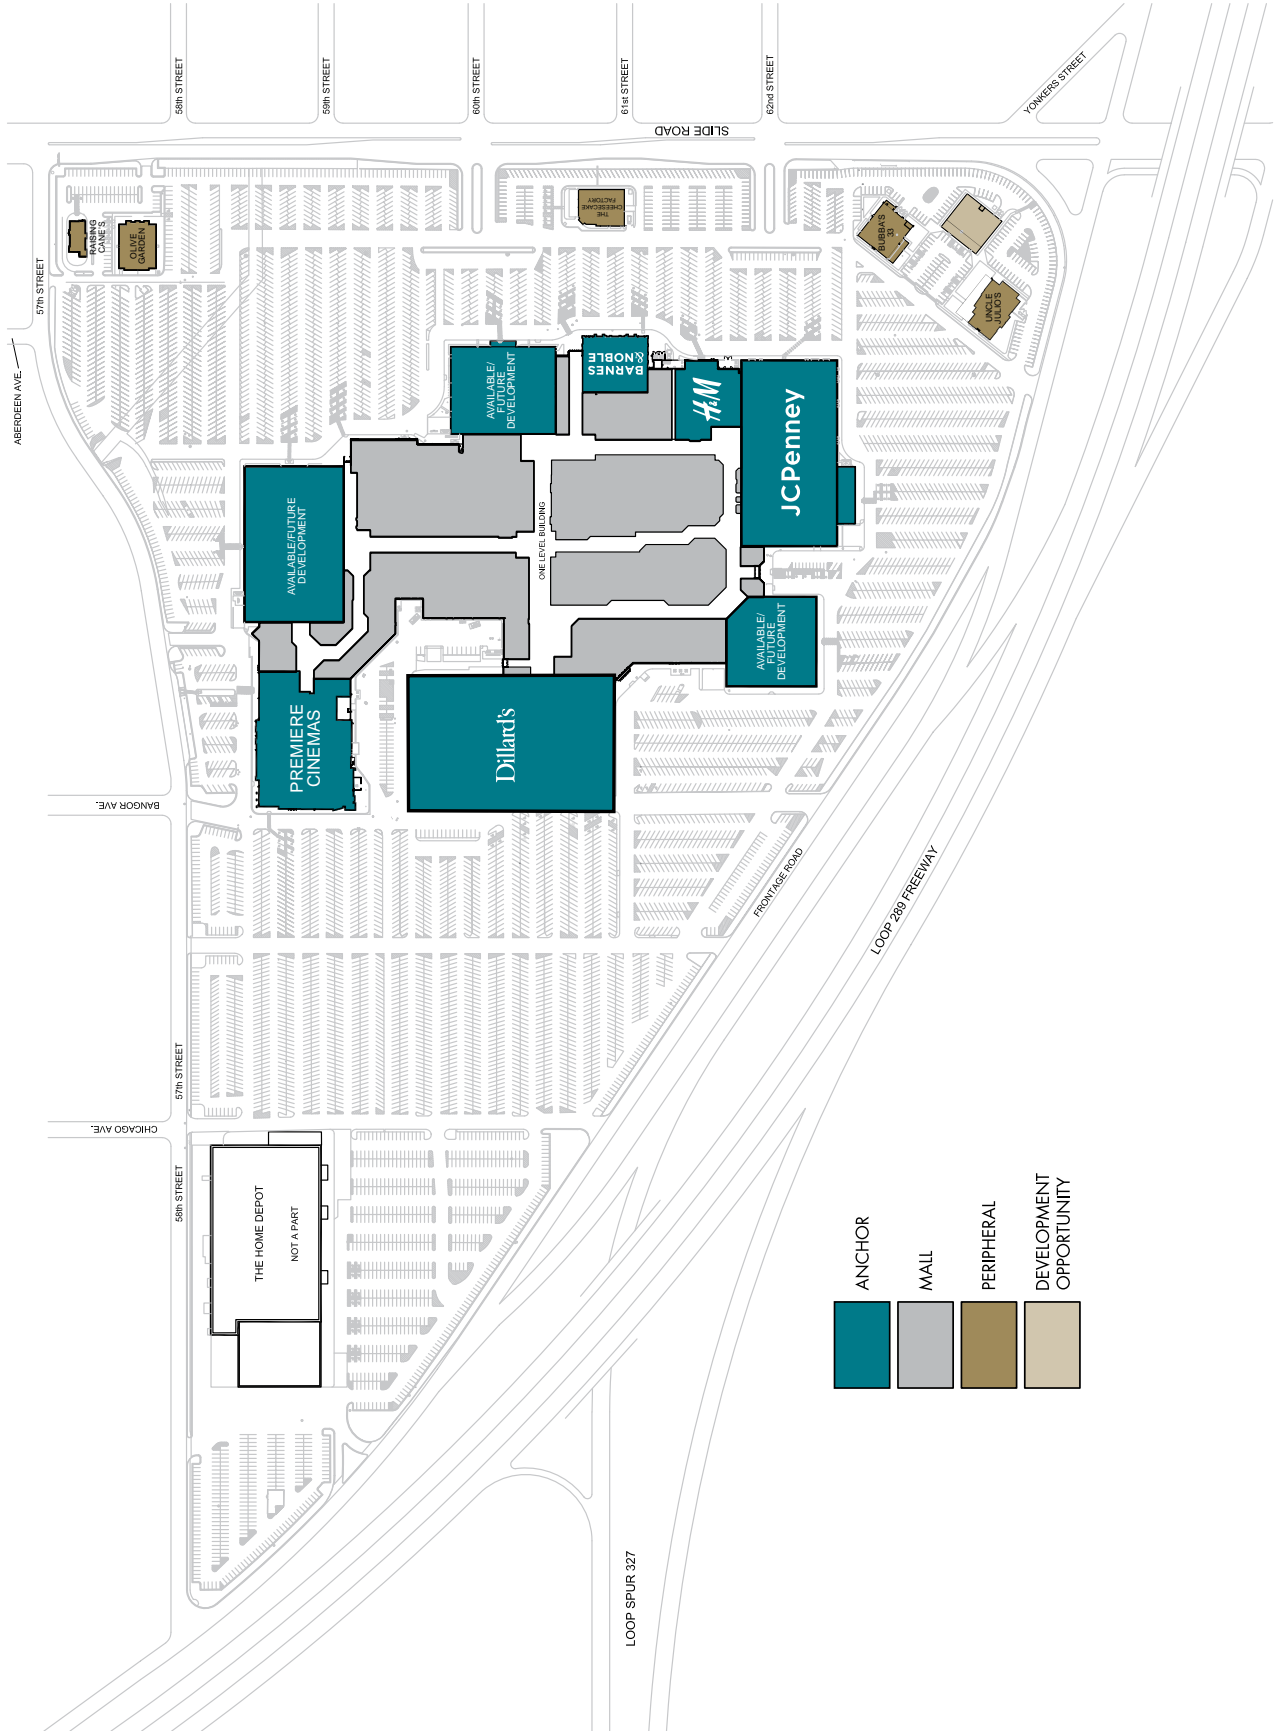 58th STREET
59th STREET
60th STREET
61st STREET
62nd STREET
YONKERS STREET
SLIDE ROAD
57th STREET
ABERDEEN AVE.
RAISING
CANE'S
OLIVE
GARDEN
THE
CHEESECAKE
FACTORY
BUBBA'S
33
UNCLE
JULIO'S
AVAILABLE/
FUTURE
DEVELOPMENT
BARNES
&NOBLE
H&M
JCPenney
AVAILABLE/FUTURE
DEVELOPMENT
ONE LEVEL BUILDING
AVAILABLE/
FUTURE
DEVELOPMENT
PREMIERE
CINEMAS
Dillard's
BANGOR AVE.
FRONTAGE ROAD
LOOP 289 FREEWAY
57th STREET
CHICAGO AVE.
58th STREET
THE HOME DEPOT
NOT A PART
LOOP SPUR 327
ANCHOR
MALL
PERIPHERAL
DEVELOPMENT
OPPORTUNITY